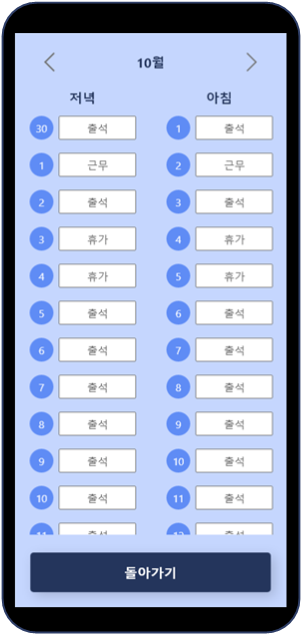 10월
저녁 아침
30 출석 1 출석
1 근무 2 근무
2 출석 3 출석
3 휴가 4 휴가
4 휴가 5 휴가
5 출석 6 출석
6 출석 7 출석
7 출석 8 출석
8 출석 9 출석
9 출석 10 출석
10 출석 11 출석
돌아가기